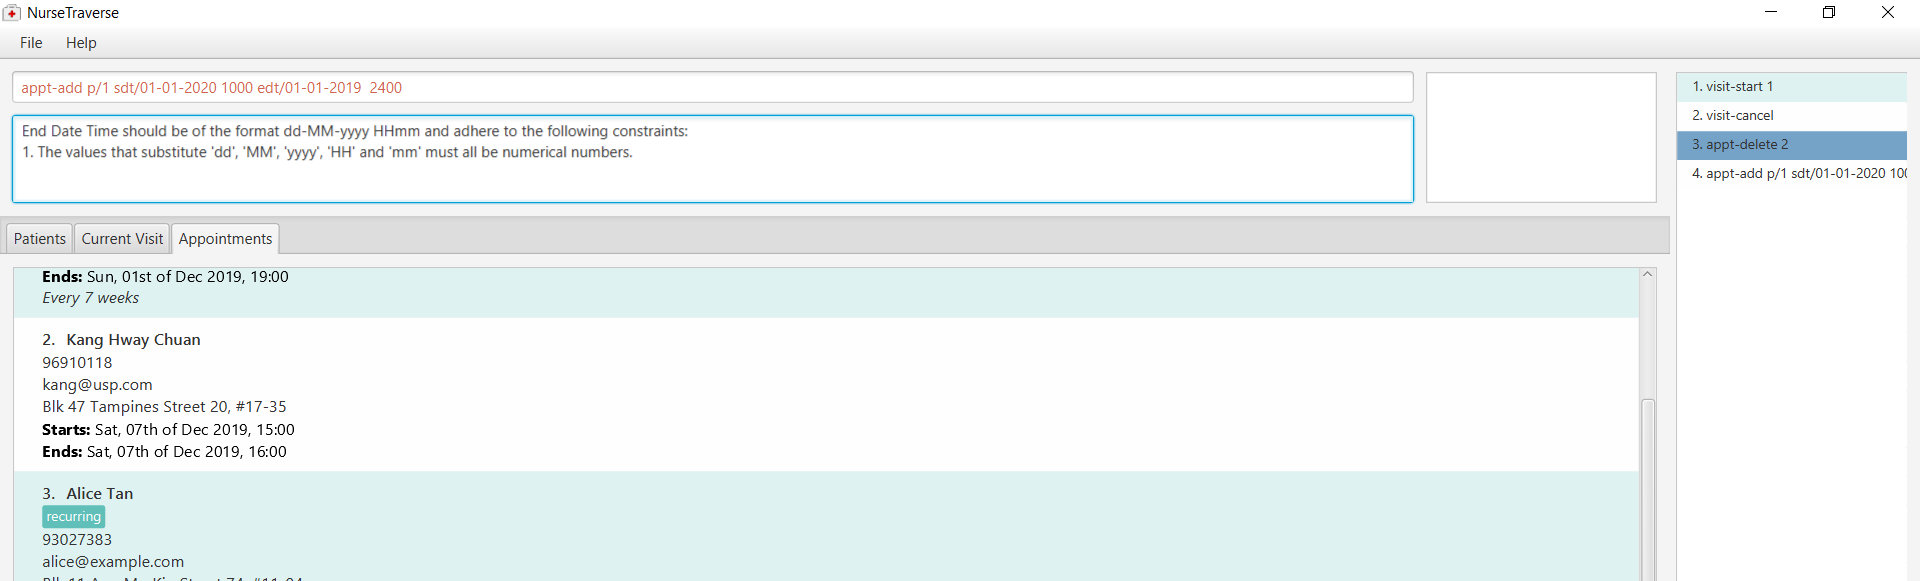 NurseTraverse
File Help
appt-add p/1 sdt/01-01-2020 1000 edt/01-01-2019  2400
End Date Time should be of the format dd-MM-yyyy HHmm and adhere to the following constraints:
1. The values that substitute 'dd', 'MM', 'yyyy', 'HH' and 'mm' must all be numerical numbers.
1. visit-start 1
2. visit-cancel
3. appt-delete 2
4. appt-add p/1 sdt/01-01-2020 100
Patients Current Visit Appointments
Ends: Sun, 01st of Dec 2019, 19:00
Every 7 weeks
2. Kang Hway Chuan
96910118
kang@usp.com
Blk 47 Tampines Street 20, #17-35
Starts: Sat, 07th of Dec 2019, 15:00
Ends: Sat, 07th of Dec 2019, 16:00
3. Alice Tan
recurring
93027383
alice@example.com